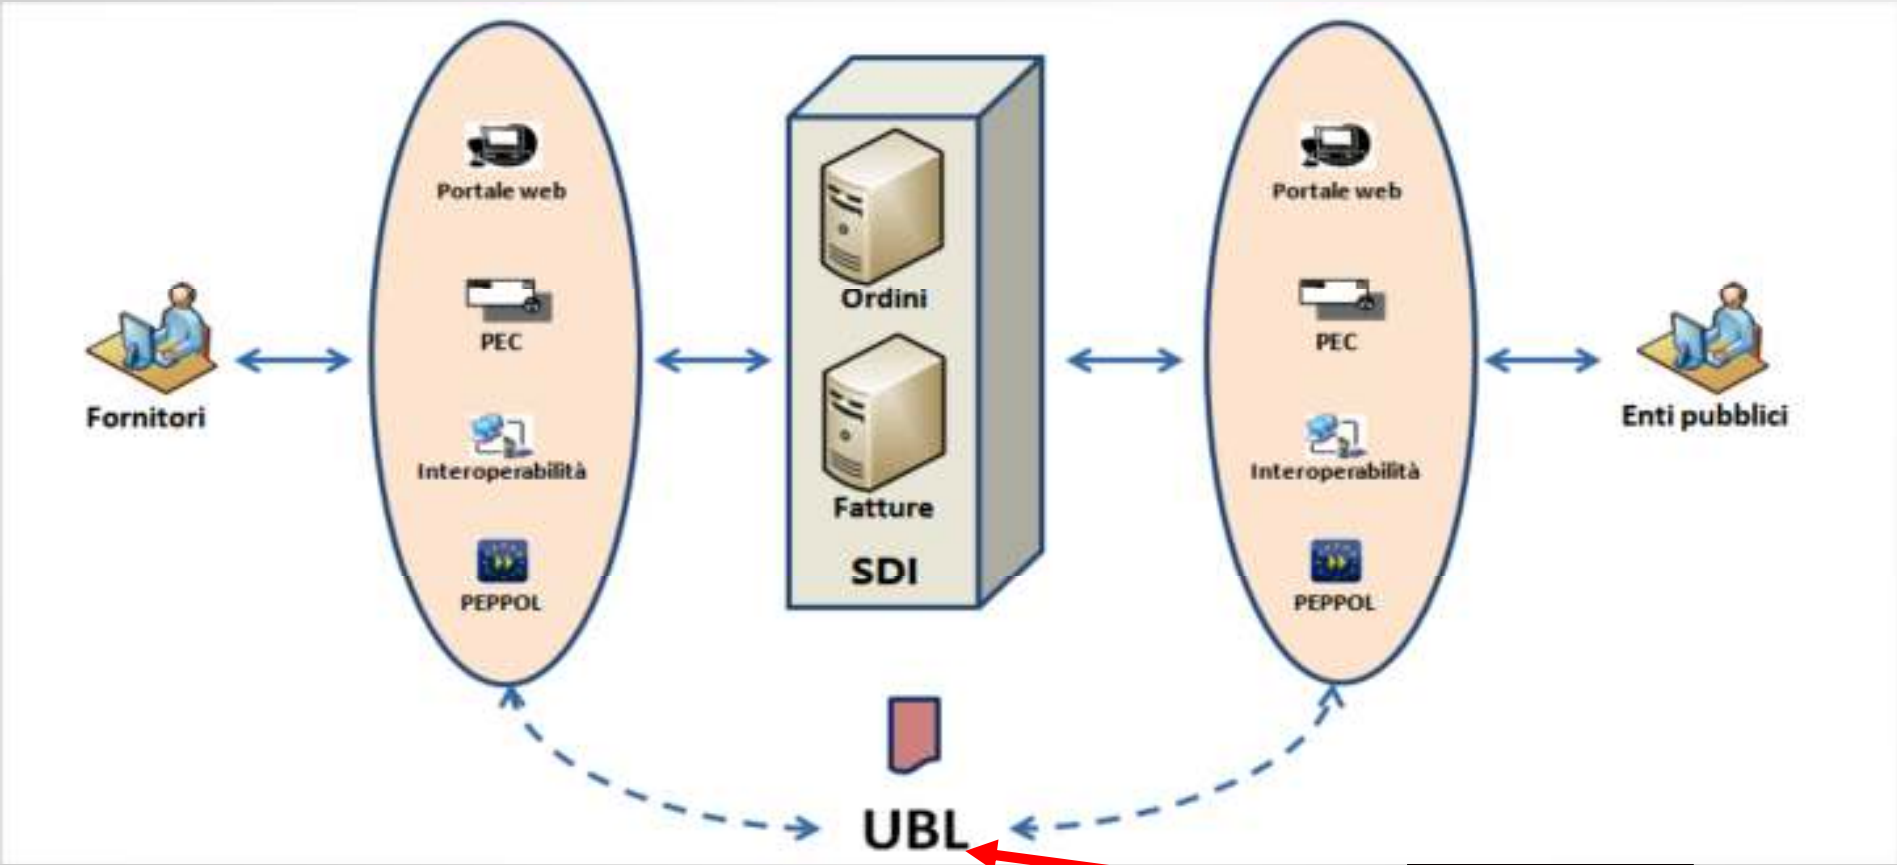 Portale web
PEC
Interoperabilità
PEPPOL
Fornitori
Ordini
Fatture
SDI
Portale web
PEC
Interoperabilità
PEPPOL
Enti pubblici
UBL